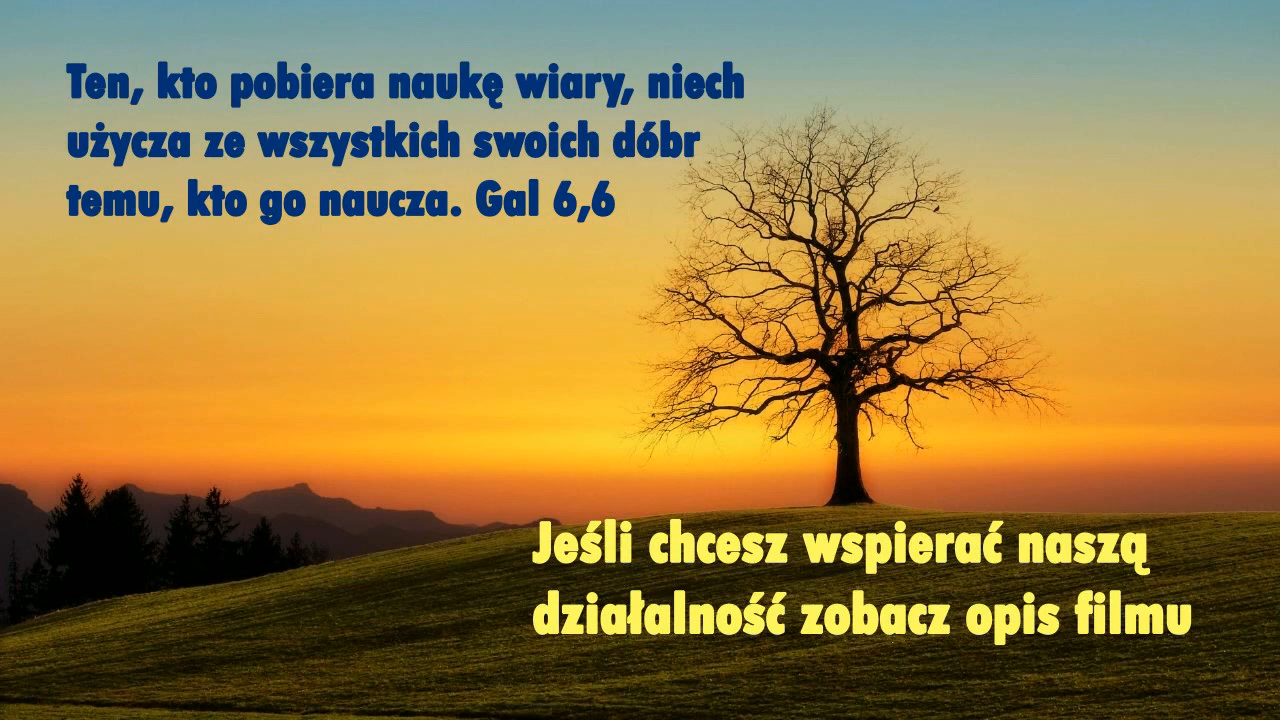 Ten, kto pobiera naukę wiary, niech
użycza ze wszystkich swoich dóbr
temu, kto go naucza. Gal 6,6
Jeśli chcesz wspierać naszą
działalność zobacz opis filmu